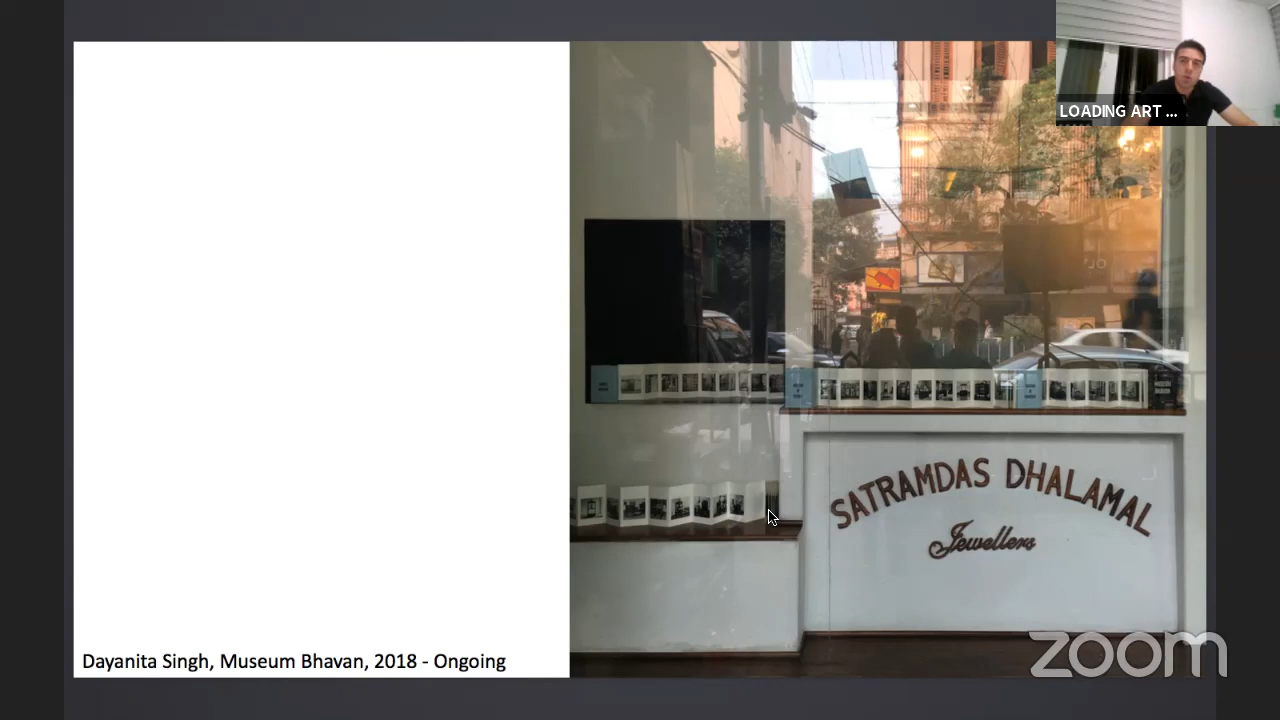 LOADING ART ...
SATRAMDAS DHALAMAL
Jewellers
Dayanita Singh, Museum Bhavan, 2018 - Ongoing
zoom